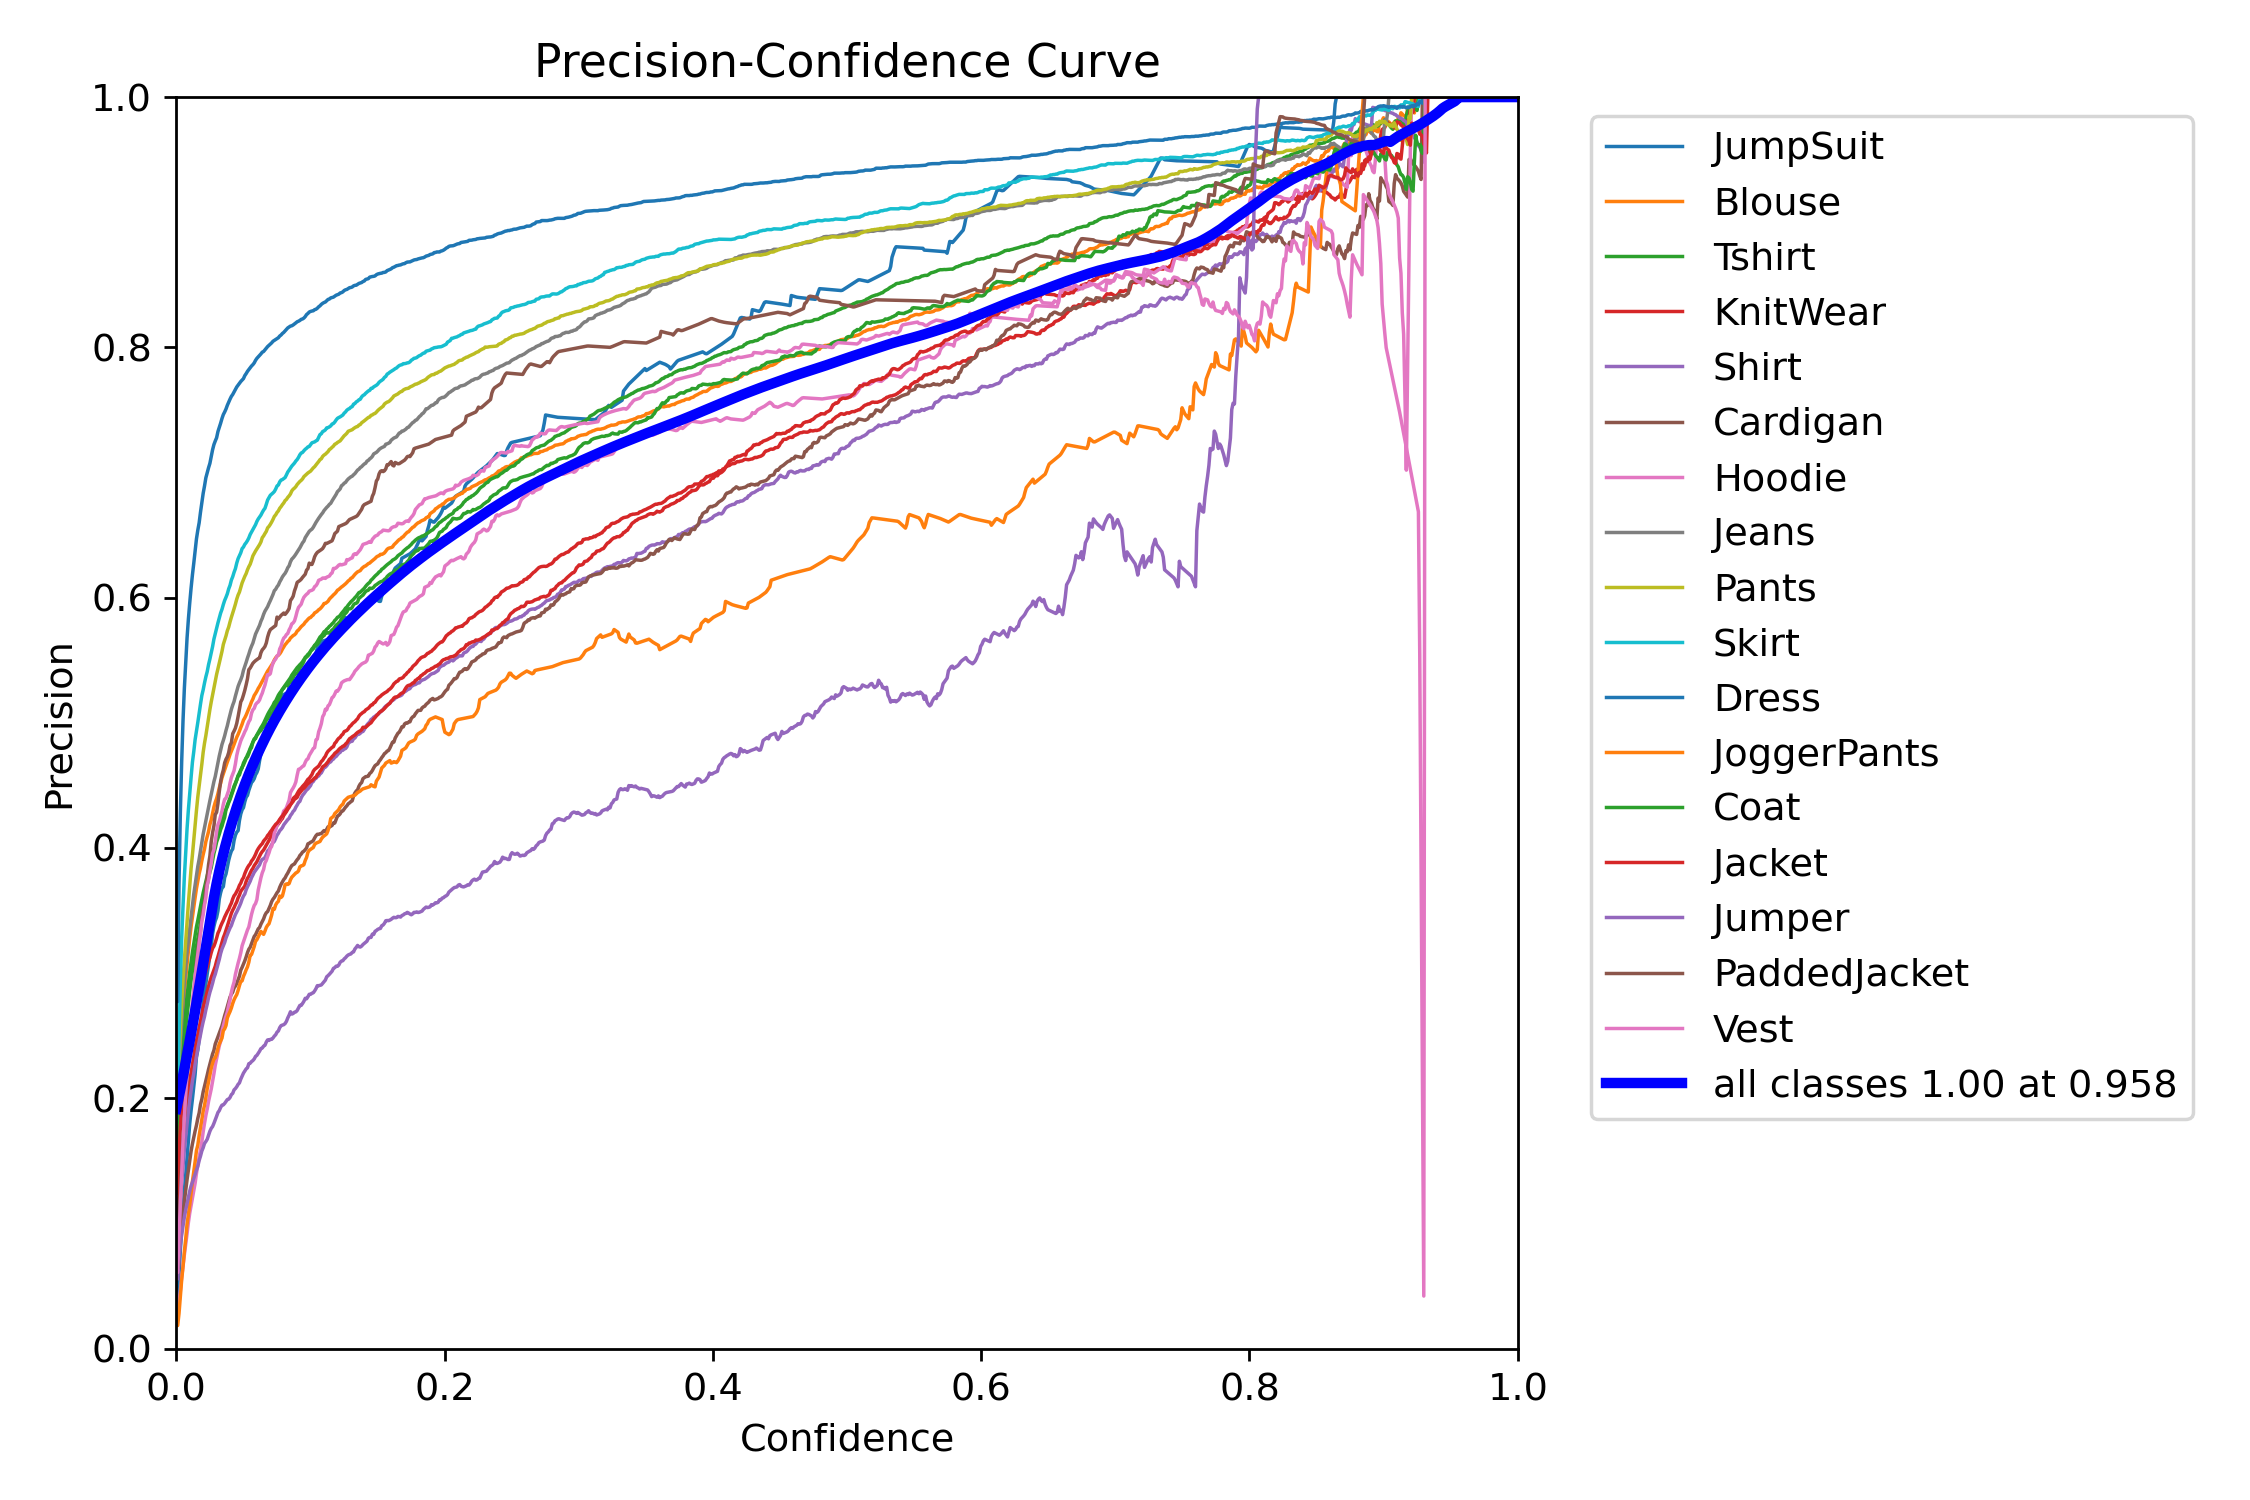 Precision-Confidence Curve
1.0
0.8
0.6
0.4
0.2
0.0
Precision
0.0 0.2 0.4 0.6 0.8 1.0
Confidence
JumpSuit
Blouse
Tshirt
KnitWear
Shirt
Cardigan
Hoodie
Jeans
Pants
Skirt
Dress
JoggerPants
Coat
Jacket
Jumper
PaddedJacket
Vest
all classes 1.00 at 0.958